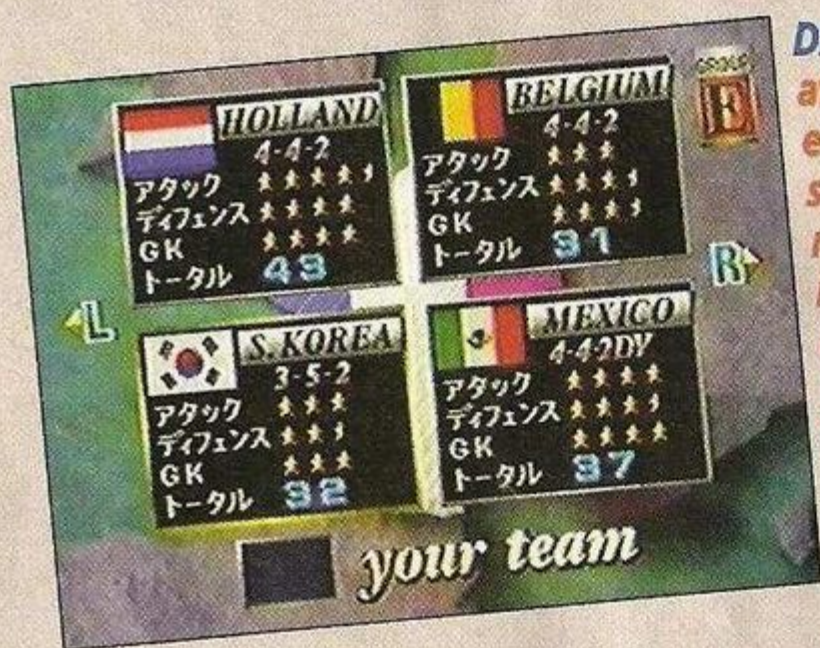 GROUP
E
HOLLAND
4-4-2
アタック
ディフェンス
GK
トータル 43
BELGIUM
4-4-2
アタック
ディフェンス
GK
トータル 31
L
R
S.KOREA
3-5-2
アタック
ディフェンス
GK
トータル 32
MEXICO
4-4-2DY
アタック
ディフェンス
GK
トータル 37
your team